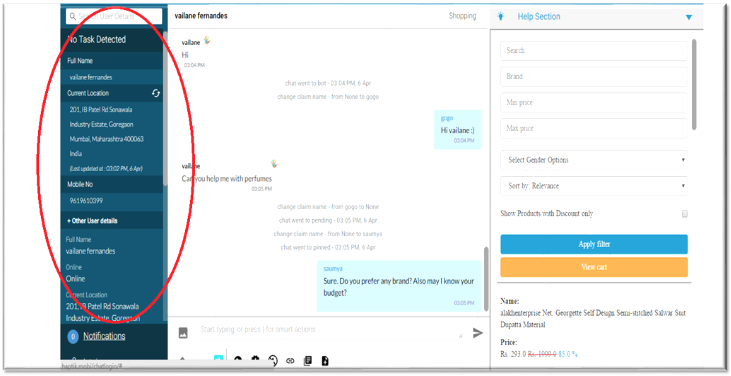 Search User Details
No Task Detected
Full Name
vailane fernandes
Current Location
201, IB Patel Rd Sonawala
Industry Estate, Goregaon
Mumbai, Maharashtra 400063
India
(Last updated at : 03:02 PM, 6 Apr)
Mobile No
9619610399
+ Other User details
Full Name
vailane fernandes
Online
Online
Current Location
201, IB Patel Rd Sonawala
Industry Estate, Goregaon
0 Notifications
haptik.mobi/chatlogin/#
vailane fernandes
Shopping
vailane
Hi
03:04 PM
chat went to bot - 03:04 PM, 6 Apr
change claim name - from None to gogo
gogo
Hi vailane :)
03:04 PM
vailane
Can you help me with perfumes
03:05 PM
change claim name - from gogo to None
chat went to pending - 03:05 PM, 6 Apr
change claim name - from None to saumya
chat went to pinned - 03:05 PM, 6 Apr
saumya
Sure. Do you prefer any brand? Also may I know your
budget?
03:05 PM
Start typing or press / for smart actions
Help Section
Search
Brand
Min price
Max price
Select Gender Options
Sort by: Relevance
Show Products with Discount only
Apply filter
View cart
Name:
alakhenterprise Net, Georgette Self Design Semi-stitched Salwar Suit
Dupatta Material
Price:
Rs. 293.0 Rs. 1999.0 85.0 %